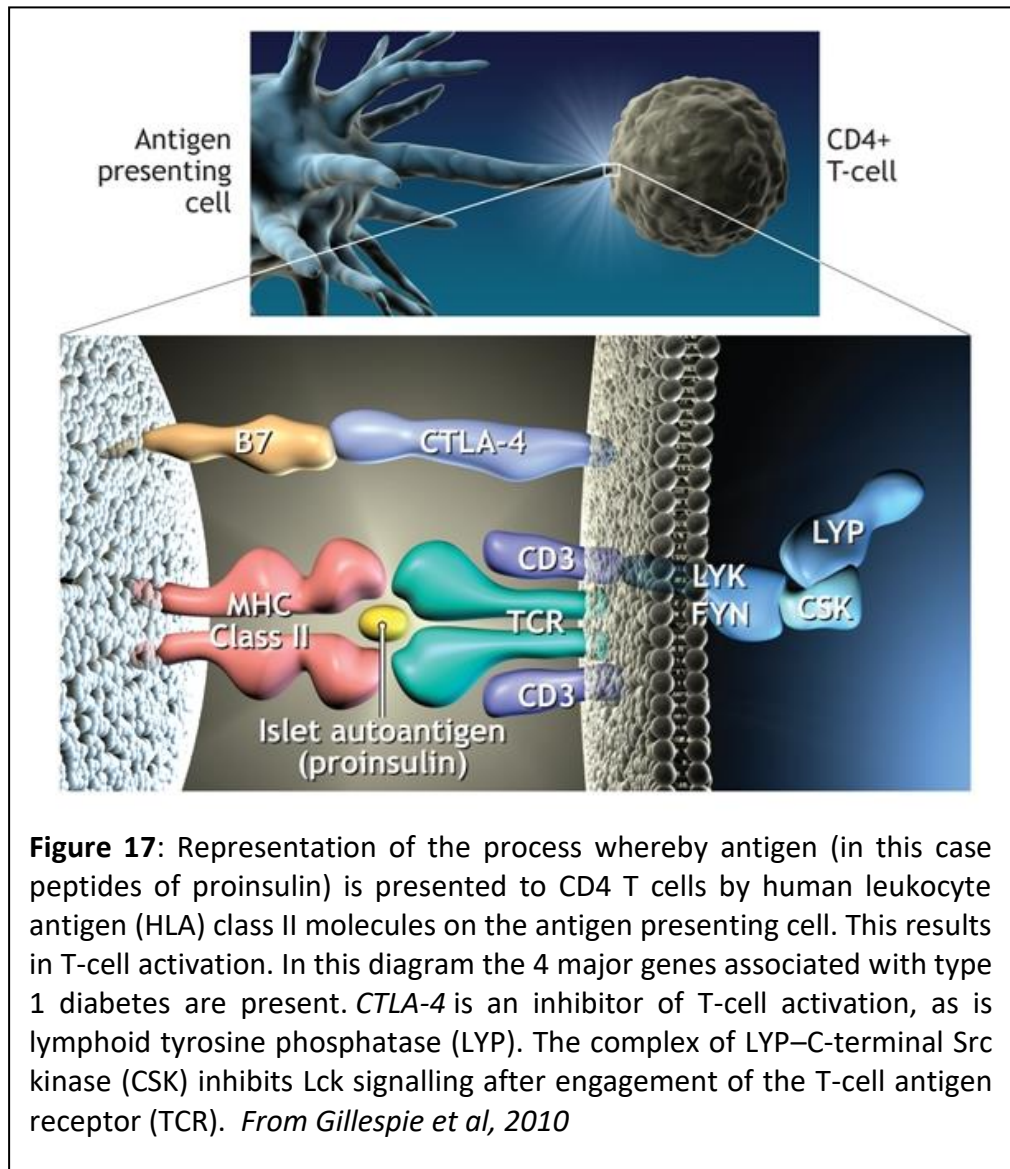 Antigen
presenting
cell
CD4+
T-cell
B7
CTLA-4
MHC
Class II
CD3
TCR
CD3
LYK
FYN
LYP
CSK
Islet autoantigen
(proinsulin)
Figure 17: Representation of the process whereby antigen (in this case
peptides of proinsulin) is presented to CD4 T cells by human leukocyte
antigen (HLA) class II molecules on the antigen presenting cell. This results
in T-cell activation. In this diagram the 4 major genes associated with type
1 diabetes are present. CTLA-4 is an inhibitor of T-cell activation, as is
lymphoid tyrosine phosphatase (LYP). The complex of LYP–C-terminal Src
kinase (CSK) inhibits Lck signalling after engagement of the T-cell antigen
receptor (TCR). From Gillespie et al, 2010